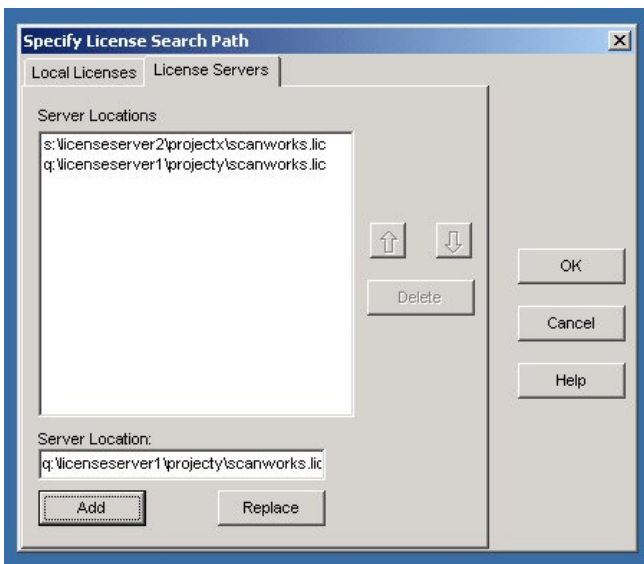 Specify License Search Path
Local Licenses License Servers
Server Locations
s:\licenseserver2\projectx\scanworks.lic
q:\licenseserver1\projecty\scanworks.lic
Delete
OK
Cancel
Help
Server Location:
q:\licenseserver1\projecty\scanworks.lic
Add Replace